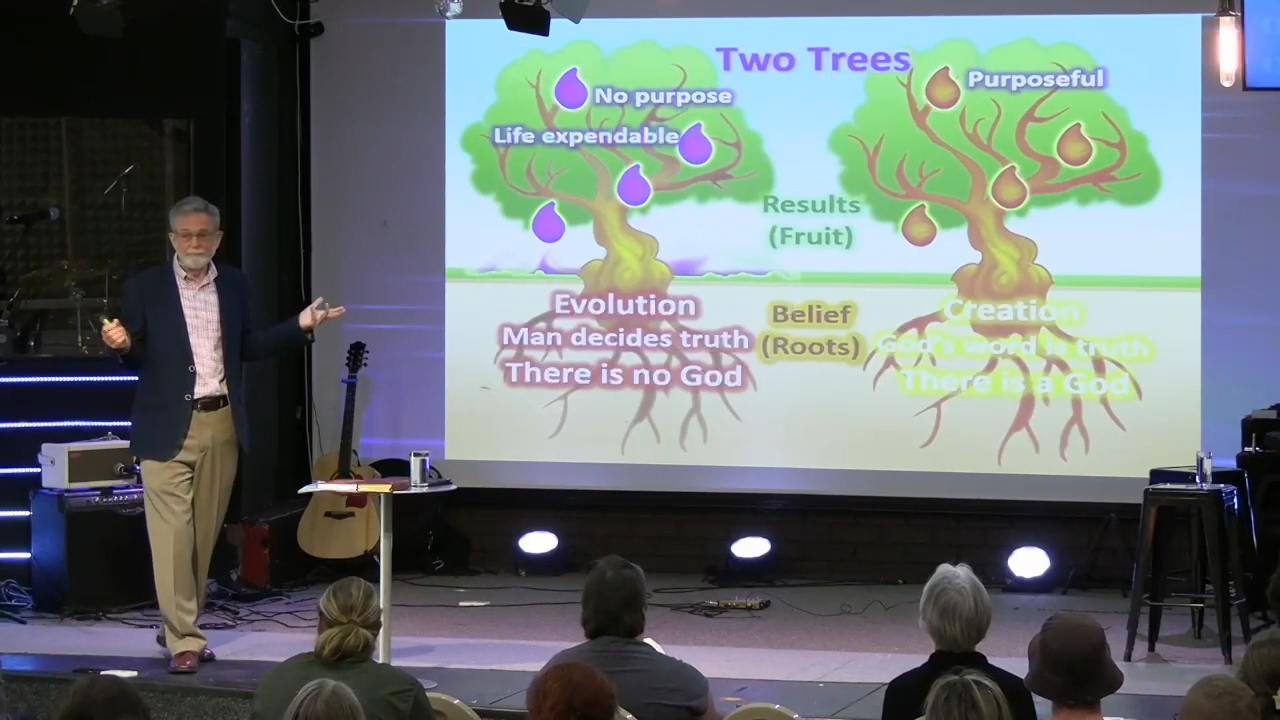 Two Trees
No purpose
Purposeful
Life expendable
Results
(Fruit)
Evolution
Man decides truth
There is no God
Belief
(Roots)
Creation
God's word is truth
There is a God